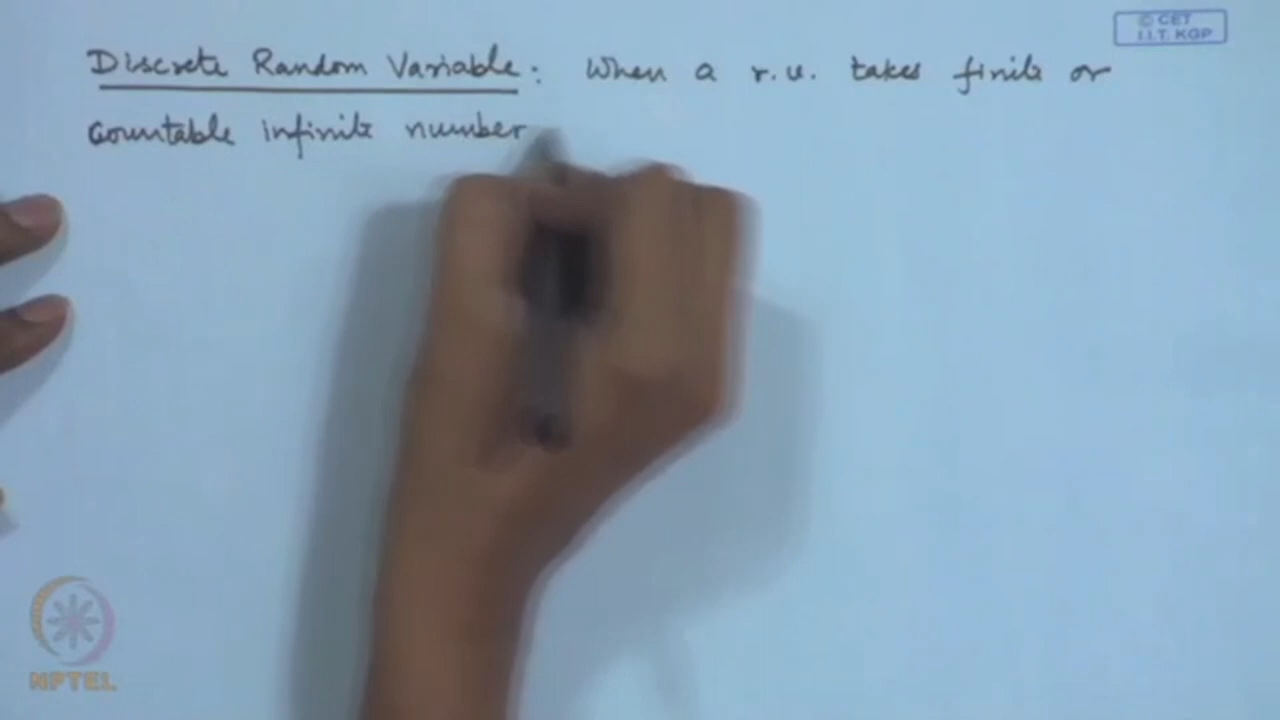 © CET
I.I.T. KGP
Discrete Random Variable : When a r.v. takes finite or
countable infinite number
NPTEL